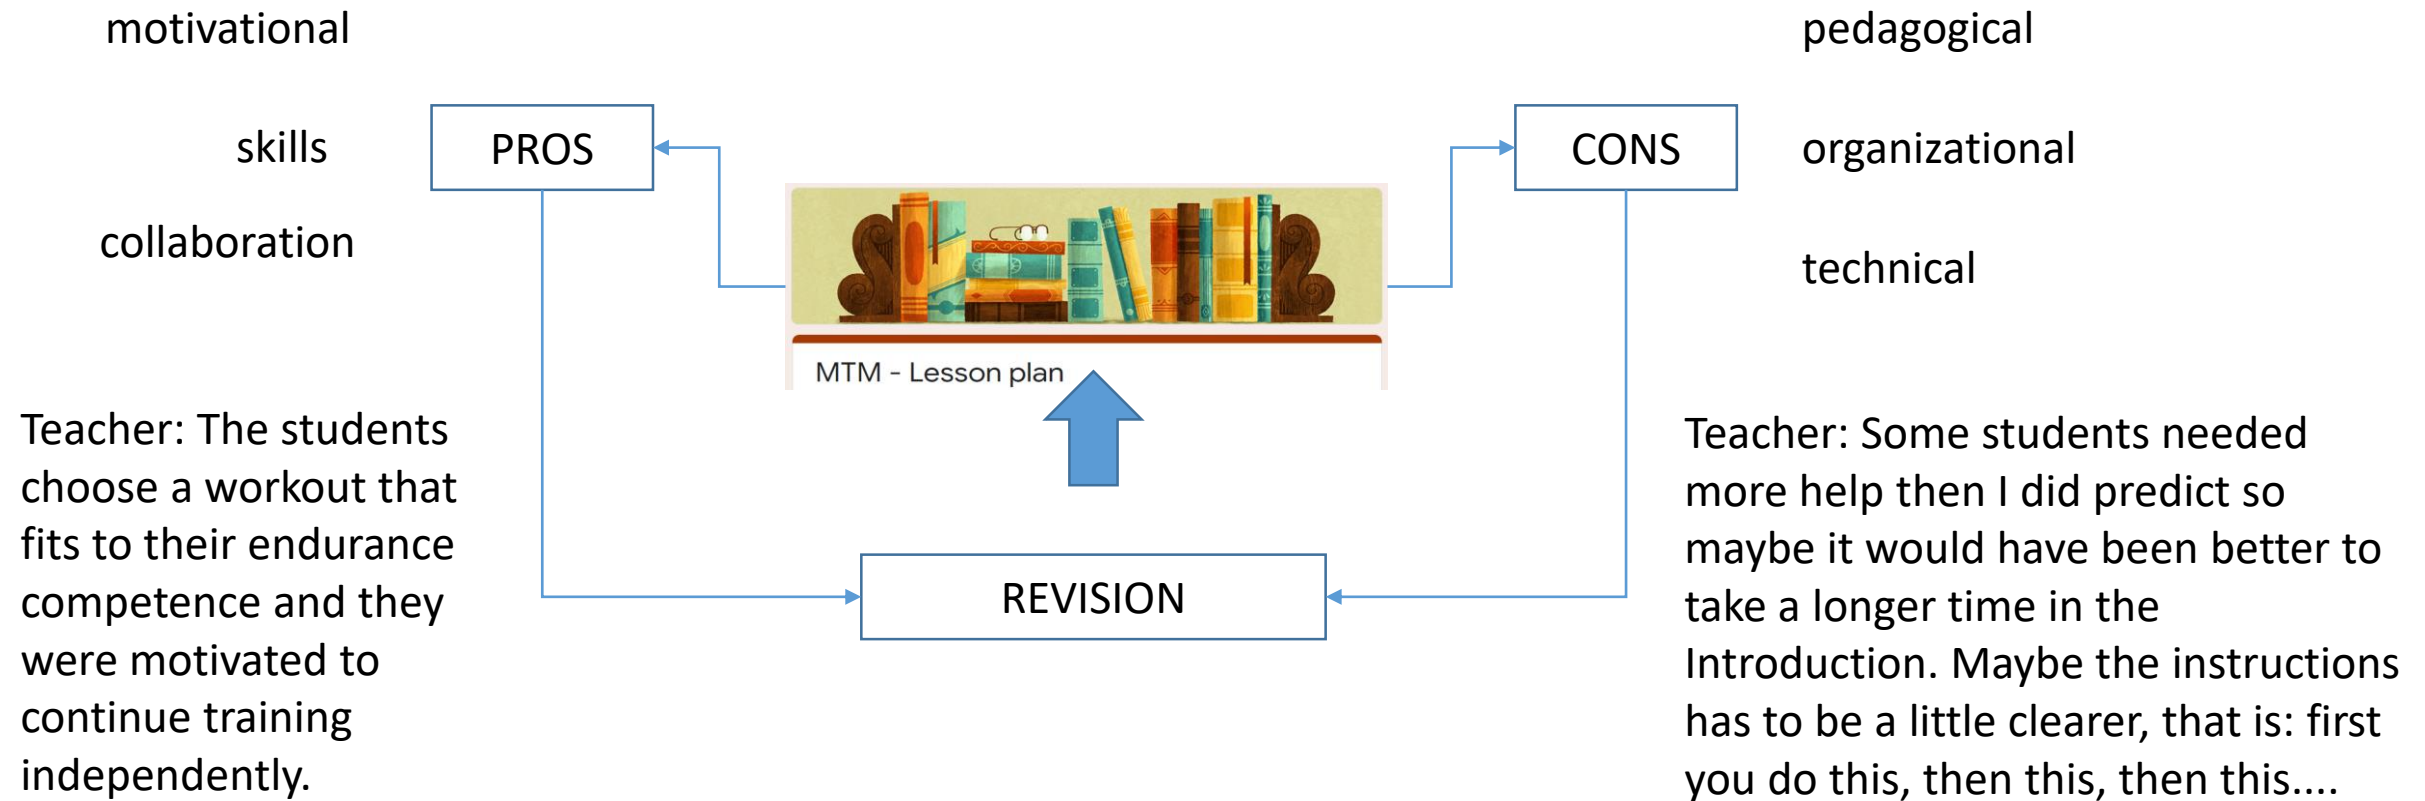 motivational
skills
collaboration
PROS
MTM - Lesson plan
CONS
pedagogical
organizational
technical
Teacher: The students
choose a workout that
fits to their endurance
competence and they
were motivated to
continue training
independently.
REVISION
Teacher: Some students needed
more help then I did predict so
maybe it would have been better to
take a longer time in the
Introduction. Maybe the instructions
has to be a little clearer, that is: first
you do this, then this, then this....